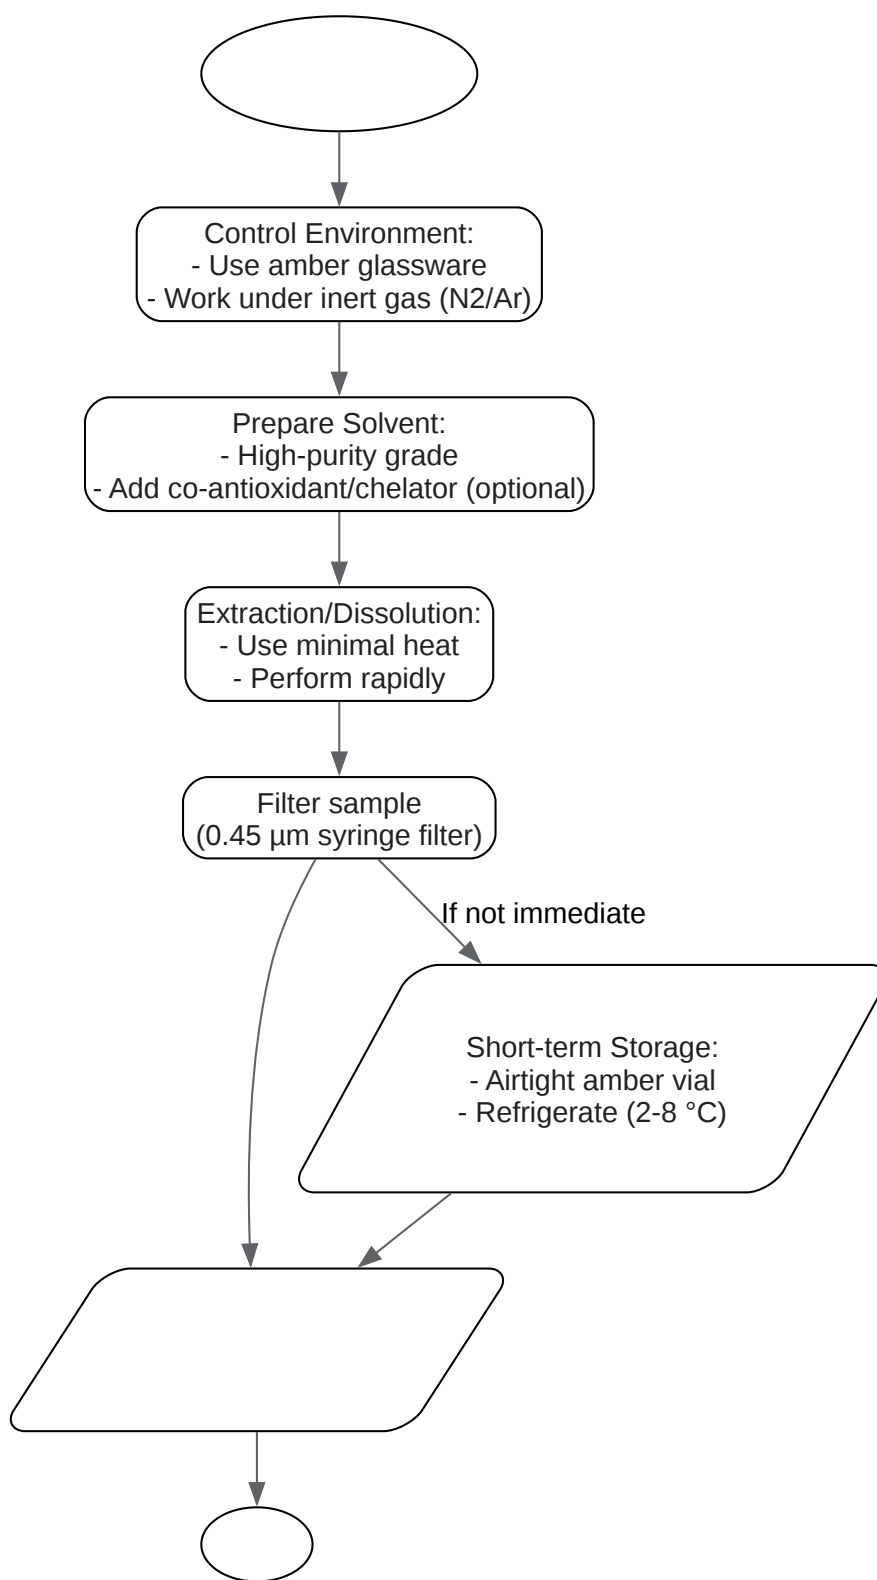 Control Environment:
- Use amber glassware
- Work under inert gas (N2/Ar)
Prepare Solvent:
- High-purity grade
- Add co-antioxidant/chelator (optional)
Extraction/Dissolution:
- Use minimal heat
- Perform rapidly
Filter sample
(0.45 µm syringe filter)
If not immediate
Short-term Storage:
- Airtight amber vial
- Refrigerate (2-8 °C)